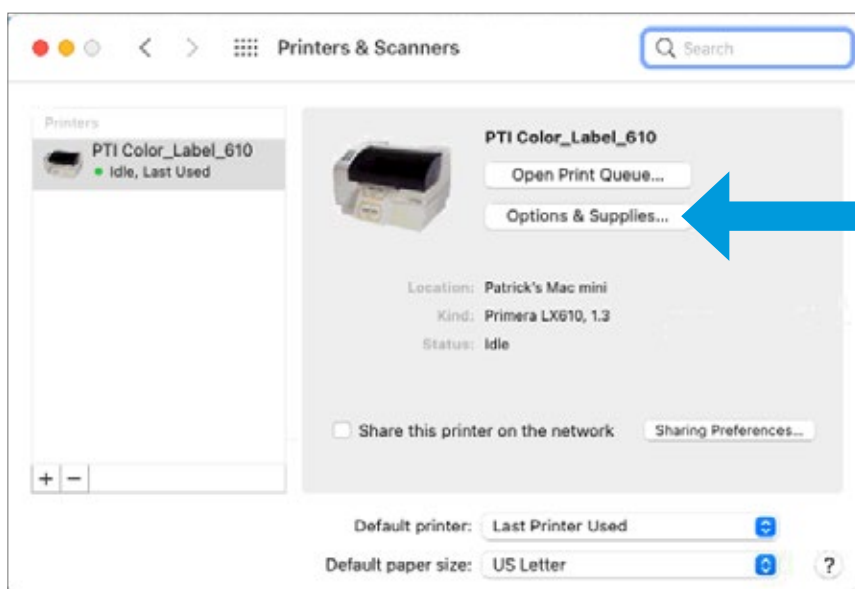 Printers & Scanners
Search
Printers
PTI Color_Label_610
Idle, Last Used
PTI Color_Label_610
Open Print Queue...
Options & Supplies...
Location: Patrick's Mac mini
Kind: Primera LX610, 1.3
Status: Idle
Share this printer on the network
Sharing Preferences...
Default printer: Last Printer Used
Default paper size: US Letter
?